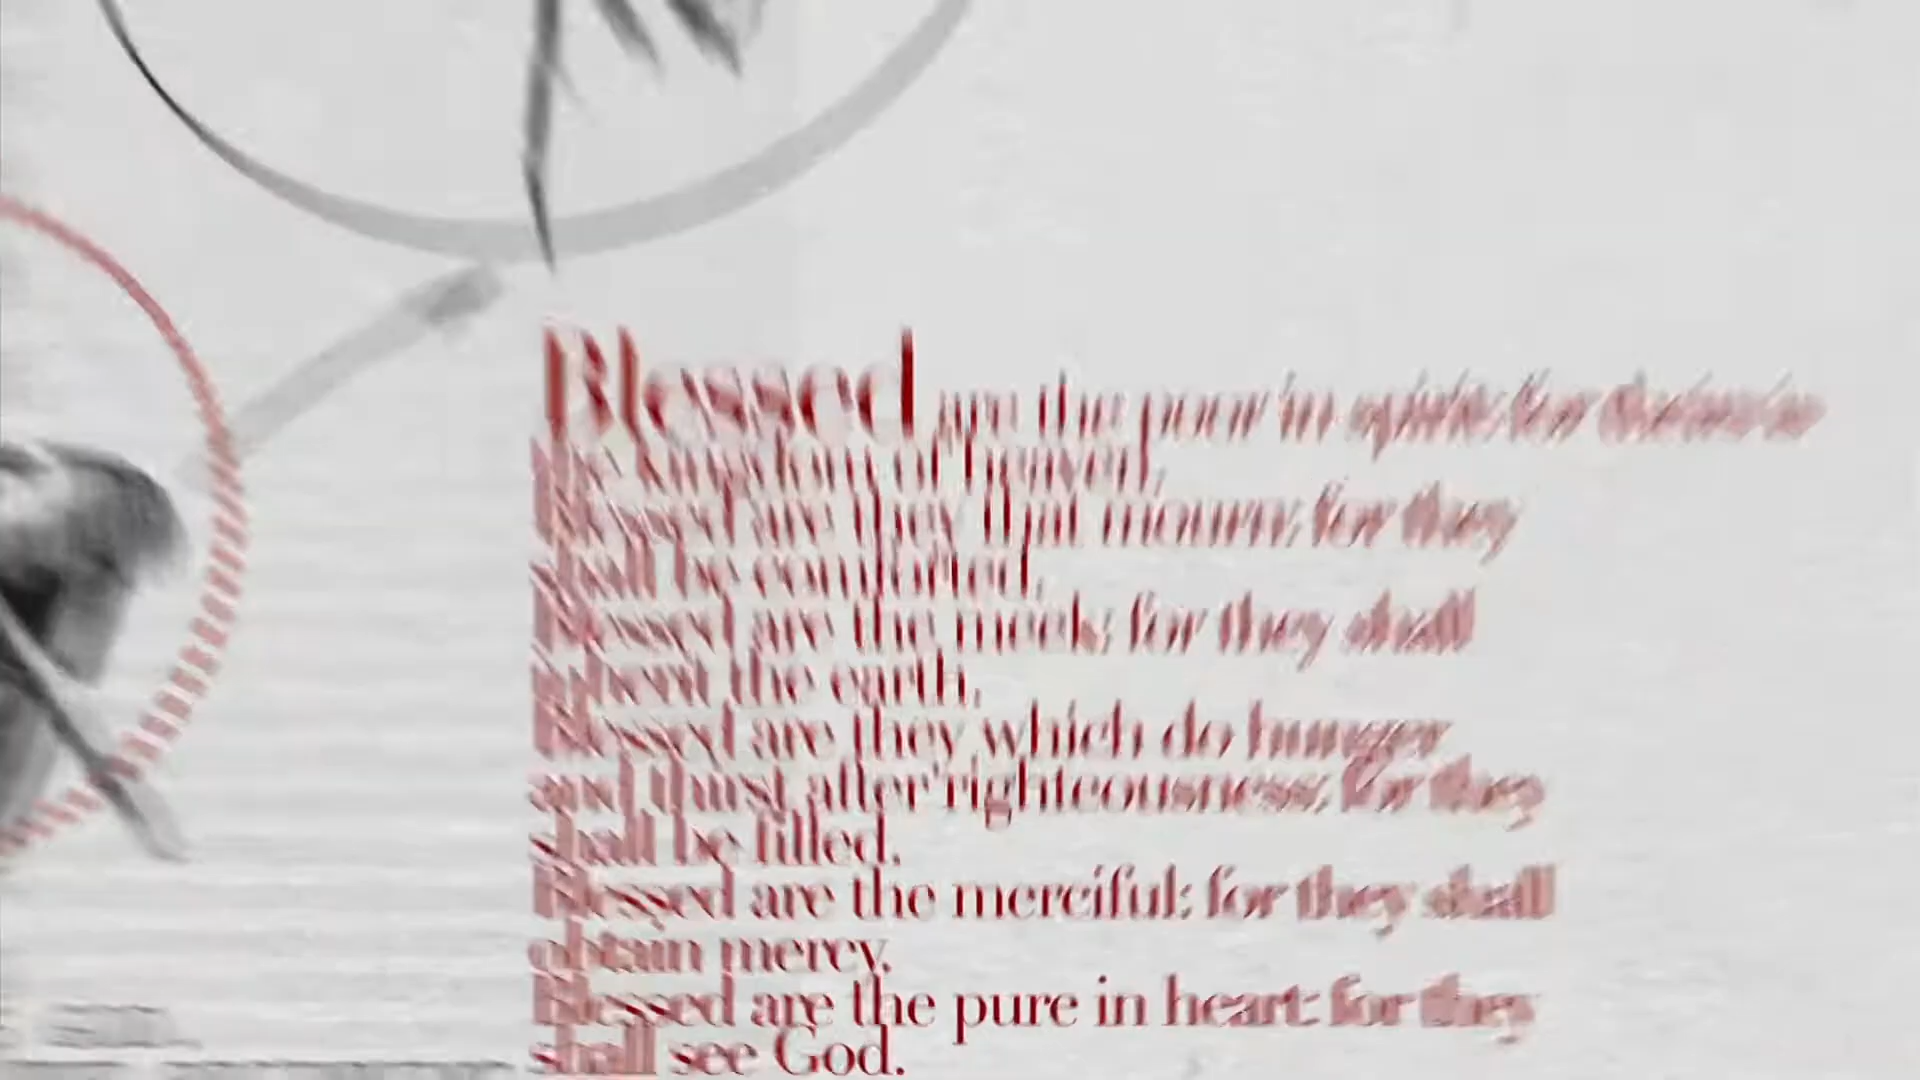 Blessed are the poor in spirit: for theirs is
the kingdom of heaven.
Blessed are they that mourn: for they
shall be comforted.
Blessed are the meek: for they shall
inherit the earth.
Blessed are they which do hunger
and thirst after righteousness: for they
shall be filled.
Blessed are the merciful: for they shall
obtain mercy.
Blessed are the pure in heart: for they
shall see God.